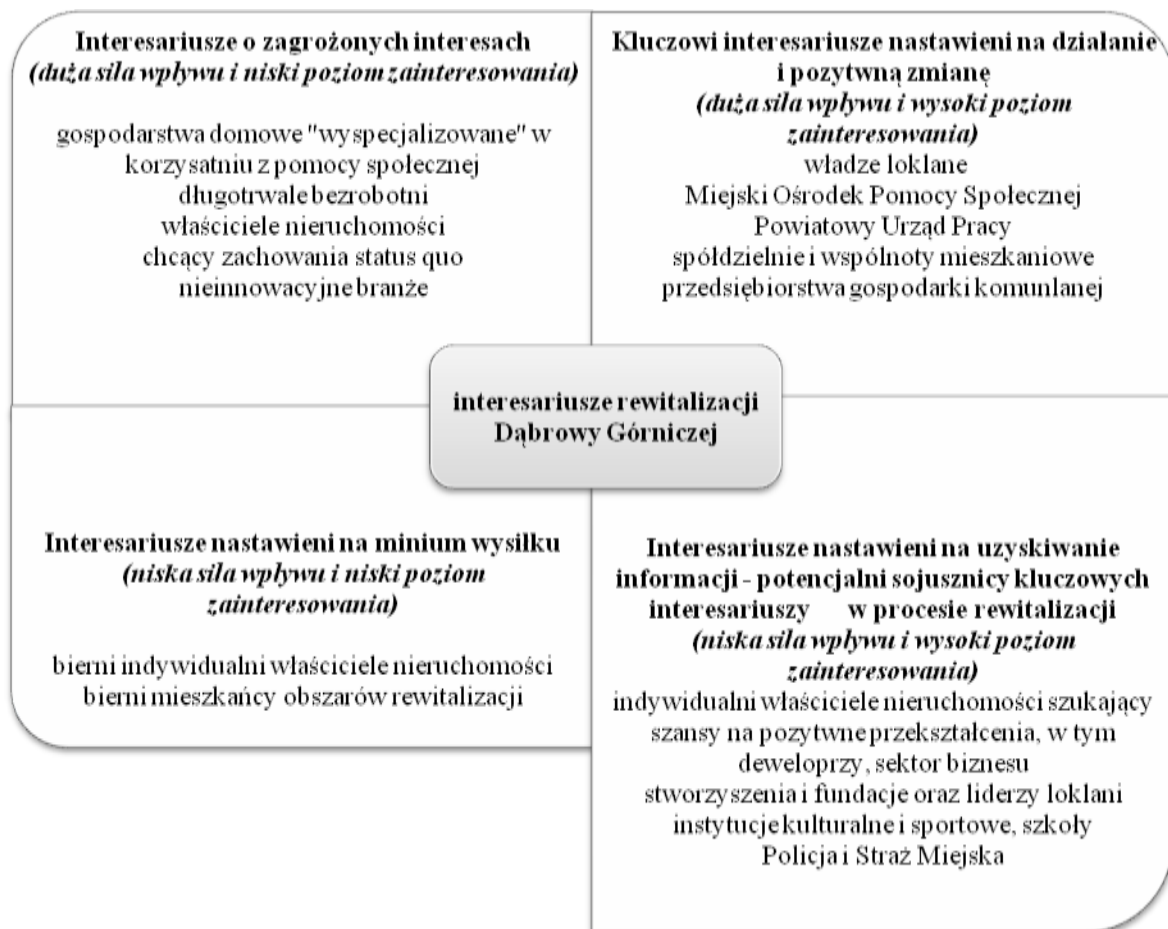 Interesariusze o zagrożonych interesach
(duża siła wpływu i niski poziom zainteresowania)
gospodarstwa domowe "wyspecjalizowane" w
korzysatniu z pomocy społecznej
długotrwale bezrobotni
właściciele nieruchomości
chcący zachowania status quo
nieinnowacyjne branże
Kluczowi interesariusze nastawieni na działanie
i pozytwną zmianę
(duża siła wpływu i wysoki poziom
zainteresowania)
władze loklane
Miejski Ośrodek Pomocy Społecznej
Powiatowy Urząd Pracy
spółdzielnie i wspólnoty mieszkaniowe
przedsiębiorstwa gospodarki komunlanej
interesariusze rewitalizacji
Dąbrowy Górniczej
Interesariusze nastawieni na minium wysiłku
(niska siła wpływu i niski poziom
zainteresowania)
bierni indywidualni właściciele nieruchomości
bierni mieszkańcy obszarów rewitalizacji
Interesariusze nastawieni na uzyskiwanie
informacji - potencjalni sojusznicy kluczowych
interesariuszy w procesie rewitalizacji
(niska siła wpływu i wysoki poziom
zainteresowania)
indywidualni właściciele nieruchomości szukający
szansy na pozytwne przekształcenia, w tym
deweloprzy, sektor biznesu
stworzyszenia i fundacje oraz liderzy loklani
instytucje kulturalne i sportowe, szkoły
Policja i Straż Miejska